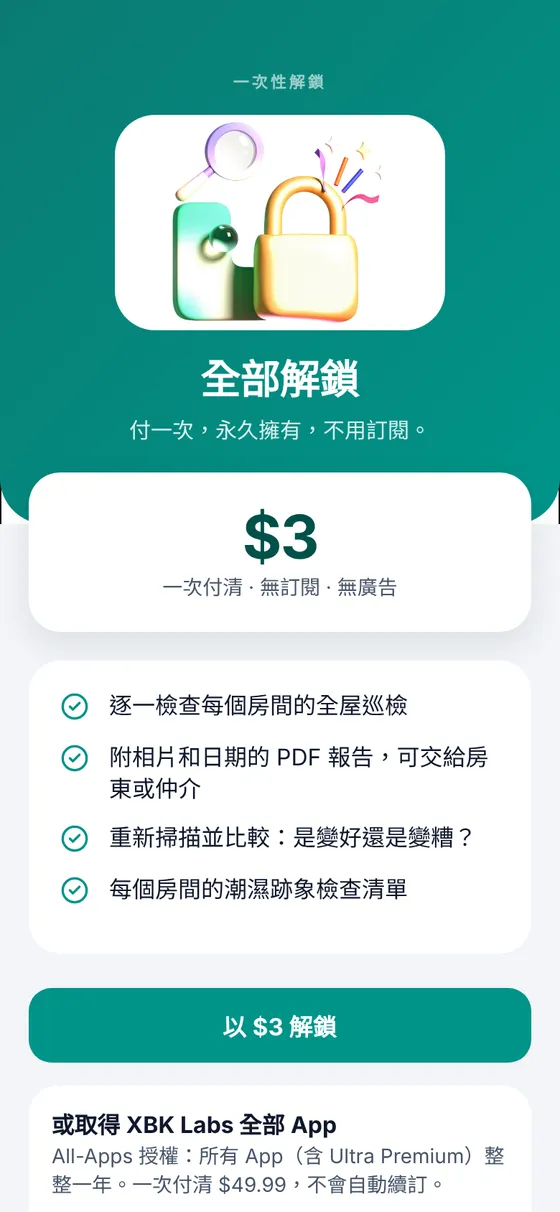 一次性解鎖
全部解鎖
付一次，永久擁有，不用訂閱。
$3
一次付清 · 無訂閱 · 無廣告
逐一檢查每個房間的全屋巡檢
附相片和日期的 PDF 報告，可交給房
東或仲介
重新掃描並比較：是變好還是變糟？
每個房間的潮濕跡象檢查清單
以 $3 解鎖
或取得 XBK Labs 全部 App
All-Apps 授權：所有 App（含 Ultra Premium）整
整一年。一次付清 $49.99，不會自動續訂。